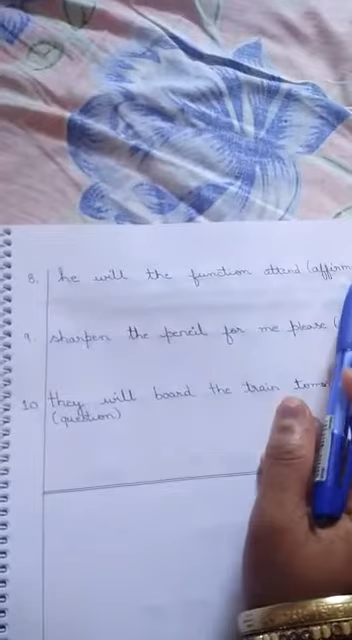 8. he will the function attend (affirm
9. sharpen the pencil for me please (
10 they will board the train tomo
(question)